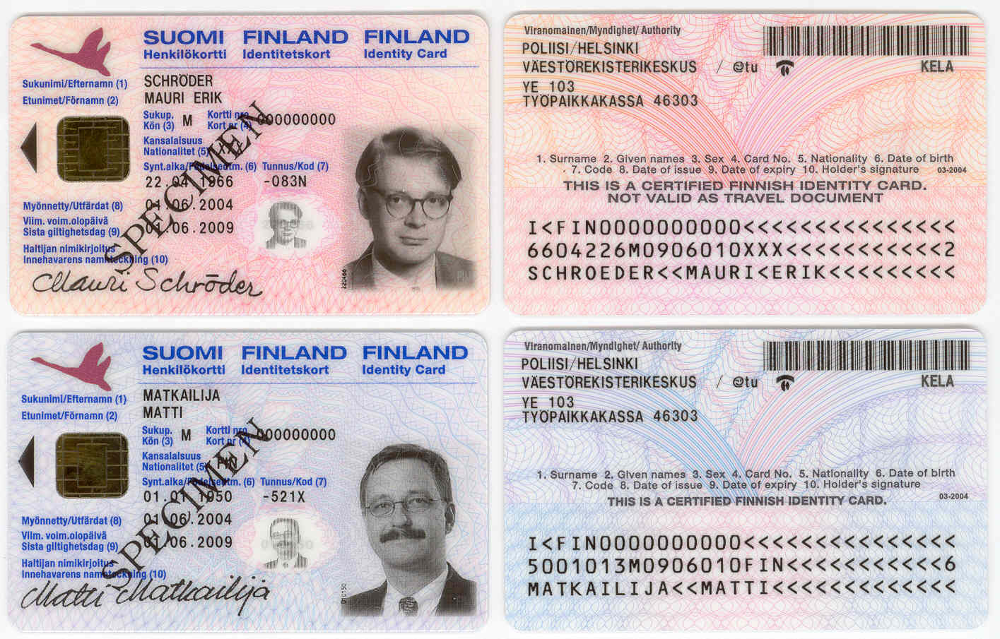 SUOMI FINLAND FINLAND
Henkilökortti Identitetskort Identity Card
Sukunimi/Efternamn (1) SCHRÖDER
Etunimet/Förnamn (2) MAURI ERIK
Sukup. Kortti nro
Kön (3) M Kort nr (4) 000000000
Kansalaisuus
Nationalitet (5) XXX
Synt.aika/Födelsedtm. (6) Tunnus/Kod (7)
22.04.1966 -083N
Myönnetty/Utfärdat (8) 01.06.2004
Viim. voim.olopäivä
Sista giltighetsdag (9) 01.06.2009
Haltijan nimikirjoitus
Innehavarens namnteckning (10)
Mauri Schröder
SPECIMEN
220466
Viranomainen/Myndighet/ Authority
POLIISI/HELSINKI
VÄESTÖREKISTERIKESKUS / @tu KELA
YE 103
TYÖPAIKKAKASSA 46303
1. Surname 2. Given names 3. Sex 4. Card No. 5. Nationality 6. Date of birth
7. Code 8. Date of issue 9. Date of expiry 10. Holder's signature 03-2004
THIS IS A CERTIFIED FINNISH IDENTITY CARD.
NOT VALID AS TRAVEL DOCUMENT
I<FIN0000000000<<<<<<<<<<<<<<<
6604226M0906010XXX<<<<<<<<<<<2
SCHROEDER<<MAURI<ERIK<<<<<<<<<
SUOMI FINLAND FINLAND
Henkilökortti Identitetskort Identity Card
Sukunimi/Efternamn (1) MATKAILIJA
Etunimet/Förnamn (2) MATTI
Sukup. Kortti nro
Kön (3) M Kort nr (4) 000000000
Kansalaisuus
Nationalitet (5) FIN
Synt.aika/Födelsedtm. (6) Tunnus/Kod (7)
01.01.1950 -521X
Myönnetty/Utfärdat (8) 01.06.2004
Viim. voim.olopäivä
Sista giltighetsdag (9) 01.06.2009
Haltijan nimikirjoitus
Innehavarens namnteckning (10)
Matti Matkailija
SPECIMEN
010150
Viranomainen/Myndighet/ Authority
POLIISI/HELSINKI
VÄESTÖREKISTERIKESKUS / @tu KELA
YE 103
TYÖPAIKKAKASSA 46303
1. Surname 2. Given names 3. Sex 4. Card No. 5. Nationality 6. Date of birth
7. Code 8. Date of issue 9. Date of expiry 10. Holder's signature
THIS IS A CERTIFIED FINNISH IDENTITY CARD. 03-2004
I<FIN0000000000<<<<<<<<<<<<<<<
5001013M0906010FIN<<<<<<<<<<<6
MATKAILIJA<<MATTI<<<<<<<<<<<<<